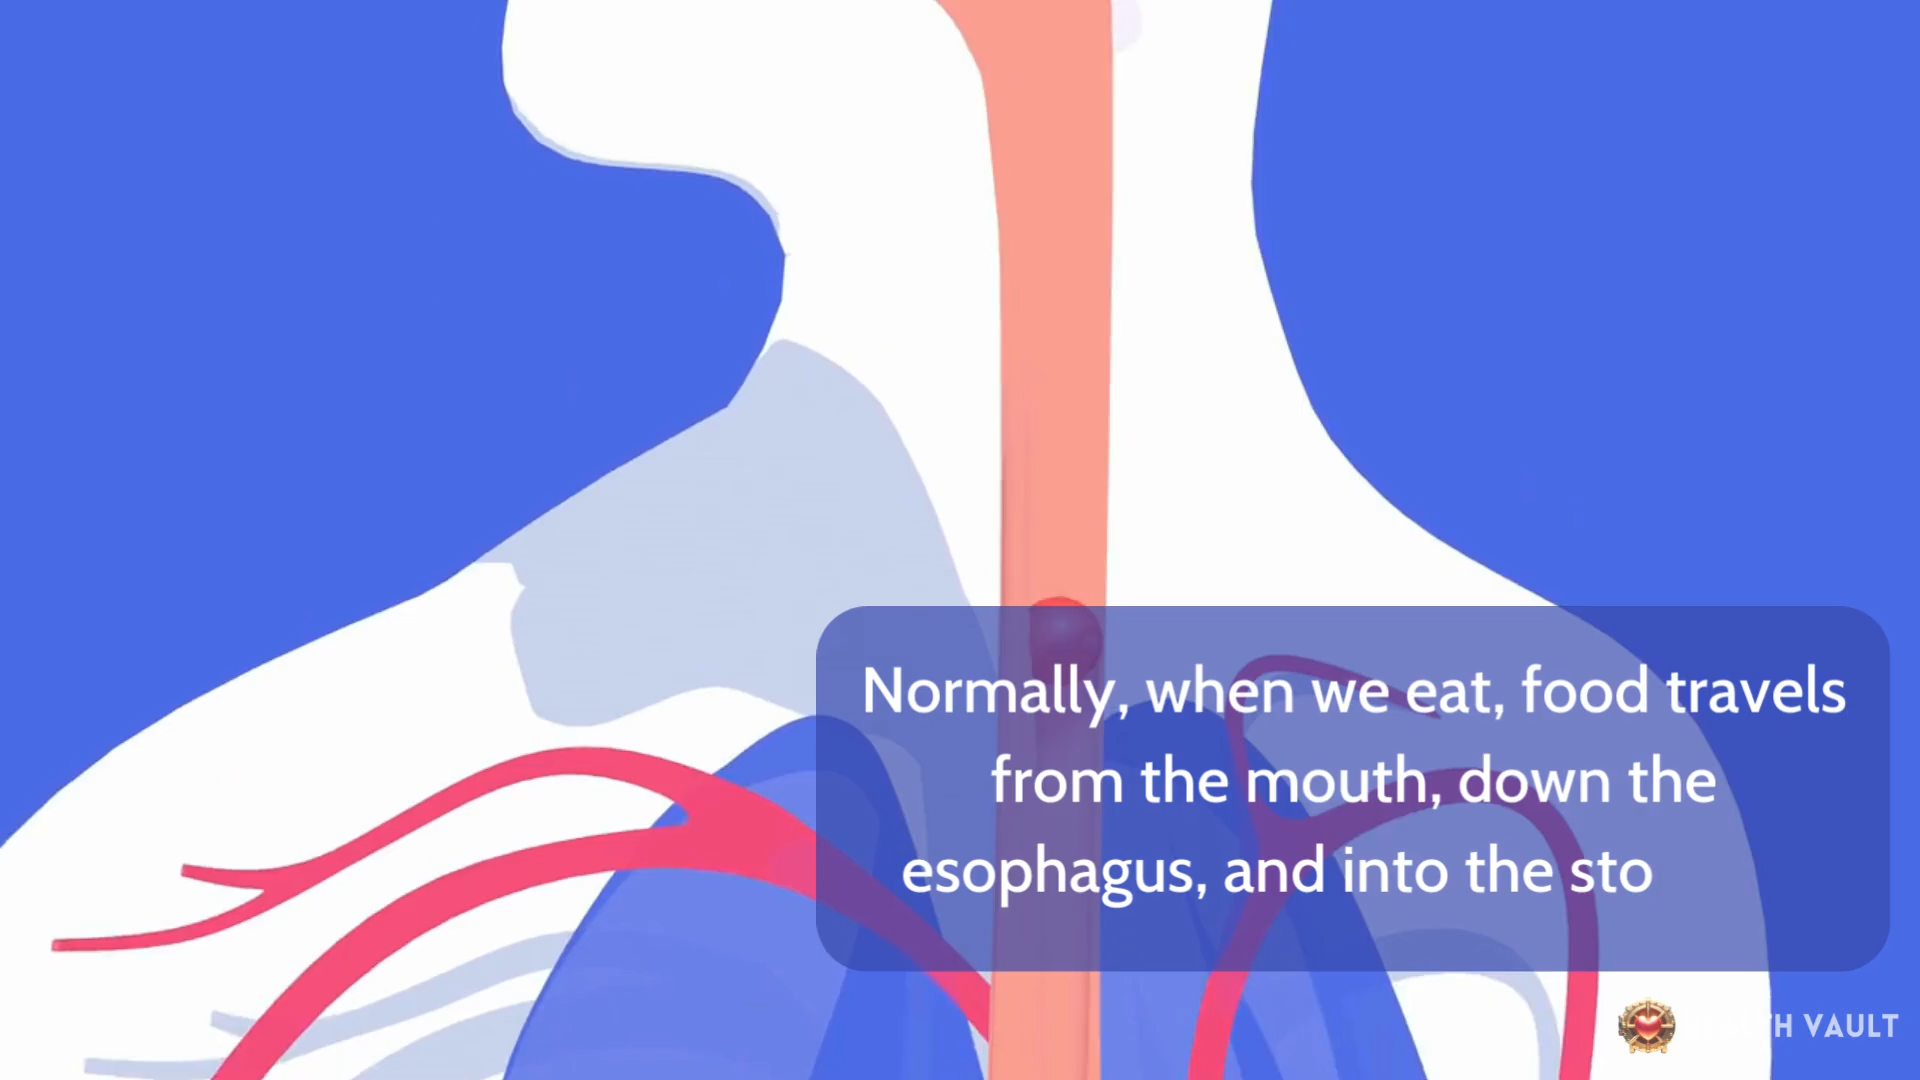 Normally, when we eat, food travels
from the mouth, down the
esophagus, and into the sto
VAULT